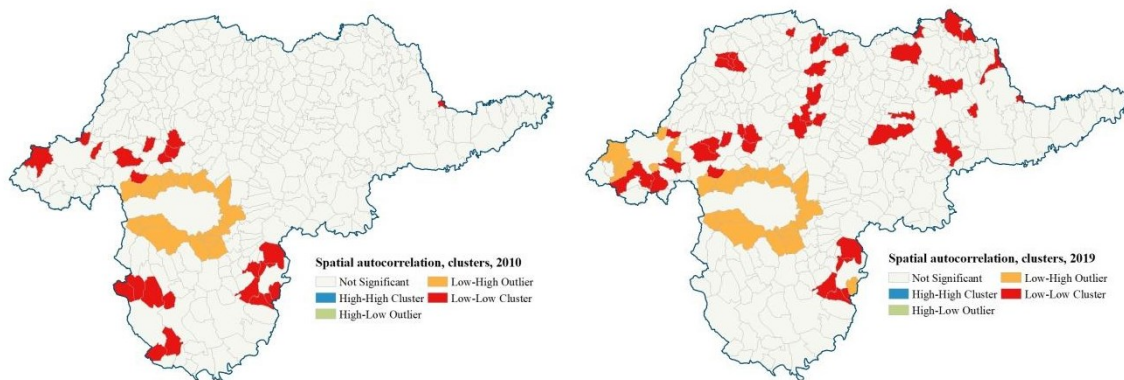 Spatial autocorrelation, clusters, 2010
Not Significant Low-High Outlier
High-High Cluster Low-Low Cluster
High-Low Outlier
Spatial autocorrelation, clusters, 2019
Not Significant Low-High Outlier
High-High Cluster Low-Low Cluster
High-Low Outlier